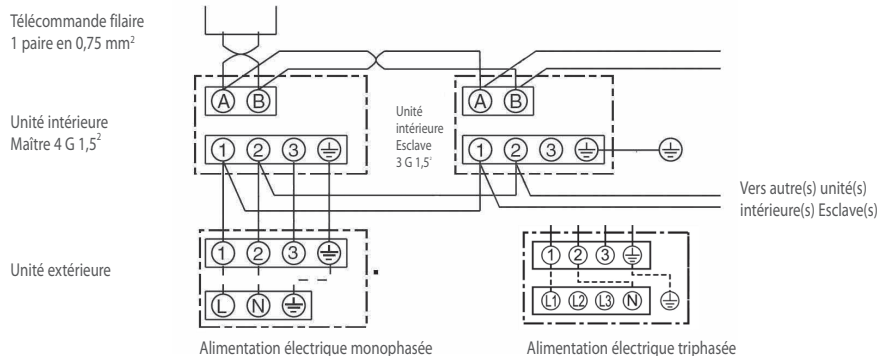 Télécommande filaire
1 paire en 0,75 mm²
A B
A B
Unité intérieure
Maître 4 G 1,5²
Unité
intérieure
Esclave
3 G 1,5²
1 2 3
1 2 3
Vers autre(s) unité(s)
intérieure(s) Esclave(s)
Unité extérieure
1 2 3
L N
1 2 3
L1 L2 L3 N
Alimentation électrique monophasée
Alimentation électrique triphasée